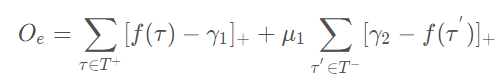 $O_e = \sum_{\tau \in T^+} [f(\tau) - \gamma_1]_+ + \mu_1 \sum_{\tau^{'} \in T^-} [\gamma_2 - f(\tau^{'})]_+$